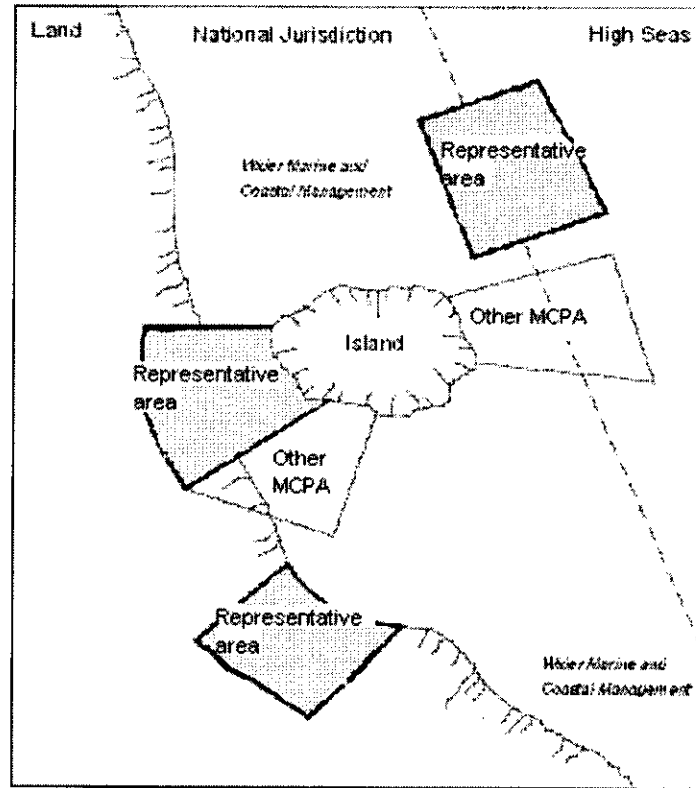 Land
National Jurisdiction
High Seas
Representative
area
Wider Marine and
Coastal Management
Other MCPA
Island
Representative
area
Other
MCPA
Representative
area
Wider Marine and
Coastal Management